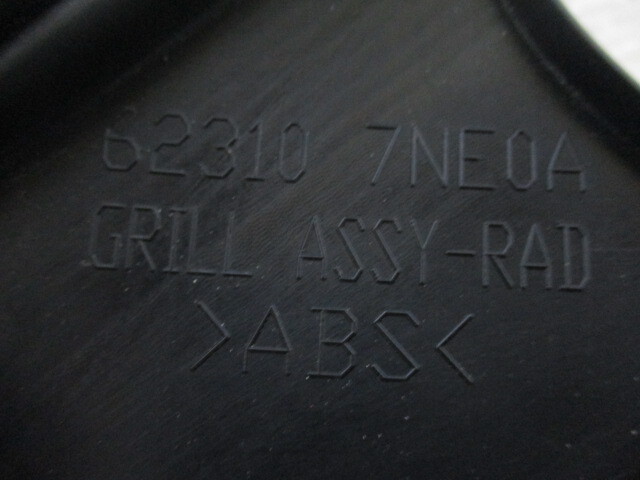 62310 7NE0A
GRILL ASSY-RAD
>ABS<